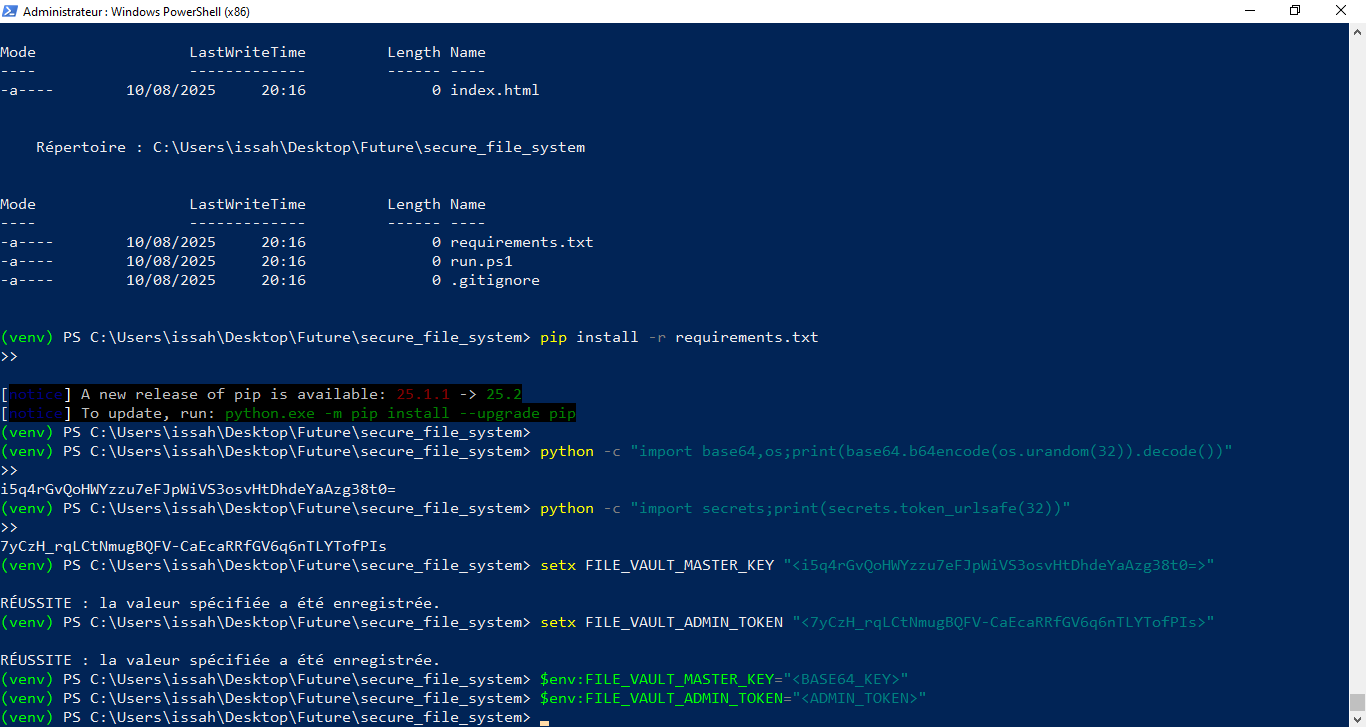 Administrateur : Windows PowerShell (x86)
Mode                 LastWriteTime         Length Name
----                 -------------         ------ ----
-a----        10/08/2025     20:16              0 index.html
    Répertoire : C:\Users\issah\Desktop\Future\secure_file_system
Mode                 LastWriteTime         Length Name
----                 -------------         ------ ----
-a----        10/08/2025     20:16              0 requirements.txt
-a----        10/08/2025     20:16              0 run.ps1
-a----        10/08/2025     20:16              0 .gitignore
(venv) PS C:\Users\issah\Desktop\Future\secure_file_system> pip install -r requirements.txt
>>
[notice] A new release of pip is available: 25.1.1 -> 25.2
[notice] To update, run: python.exe -m pip install --upgrade pip
(venv) PS C:\Users\issah\Desktop\Future\secure_file_system>
(venv) PS C:\Users\issah\Desktop\Future\secure_file_system> python -c "import base64,os;print(base64.b64encode(os.urandom(32)).decode())"
>>
i5q4rGvQoHWYzzu7eFJpWiVS3osvHtDhdeYaAzg38t0=
(venv) PS C:\Users\issah\Desktop\Future\secure_file_system> python -c "import secrets;print(secrets.token_urlsafe(32))"
>>
7yCzH_rqLCtNmugBQFV-CaEcaRRfGV6q6nTLYTofPIs
(venv) PS C:\Users\issah\Desktop\Future\secure_file_system> setx FILE_VAULT_MASTER_KEY "<i5q4rGvQoHWYzzu7eFJpWiVS3osvHtDhdeYaAzg38t0=>"
RÉUSSITE : la valeur spécifiée a été enregistrée.
(venv) PS C:\Users\issah\Desktop\Future\secure_file_system> setx FILE_VAULT_ADMIN_TOKEN "<7yCzH_rqLCtNmugBQFV-CaEcaRRfGV6q6nTLYTofPIs>"
RÉUSSITE : la valeur spécifiée a été enregistrée.
(venv) PS C:\Users\issah\Desktop\Future\secure_file_system> $env:FILE_VAULT_MASTER_KEY="<BASE64_KEY>"
(venv) PS C:\Users\issah\Desktop\Future\secure_file_system> $env:FILE_VAULT_ADMIN_TOKEN="<ADMIN_TOKEN>"
(venv) PS C:\Users\issah\Desktop\Future\secure_file_system>